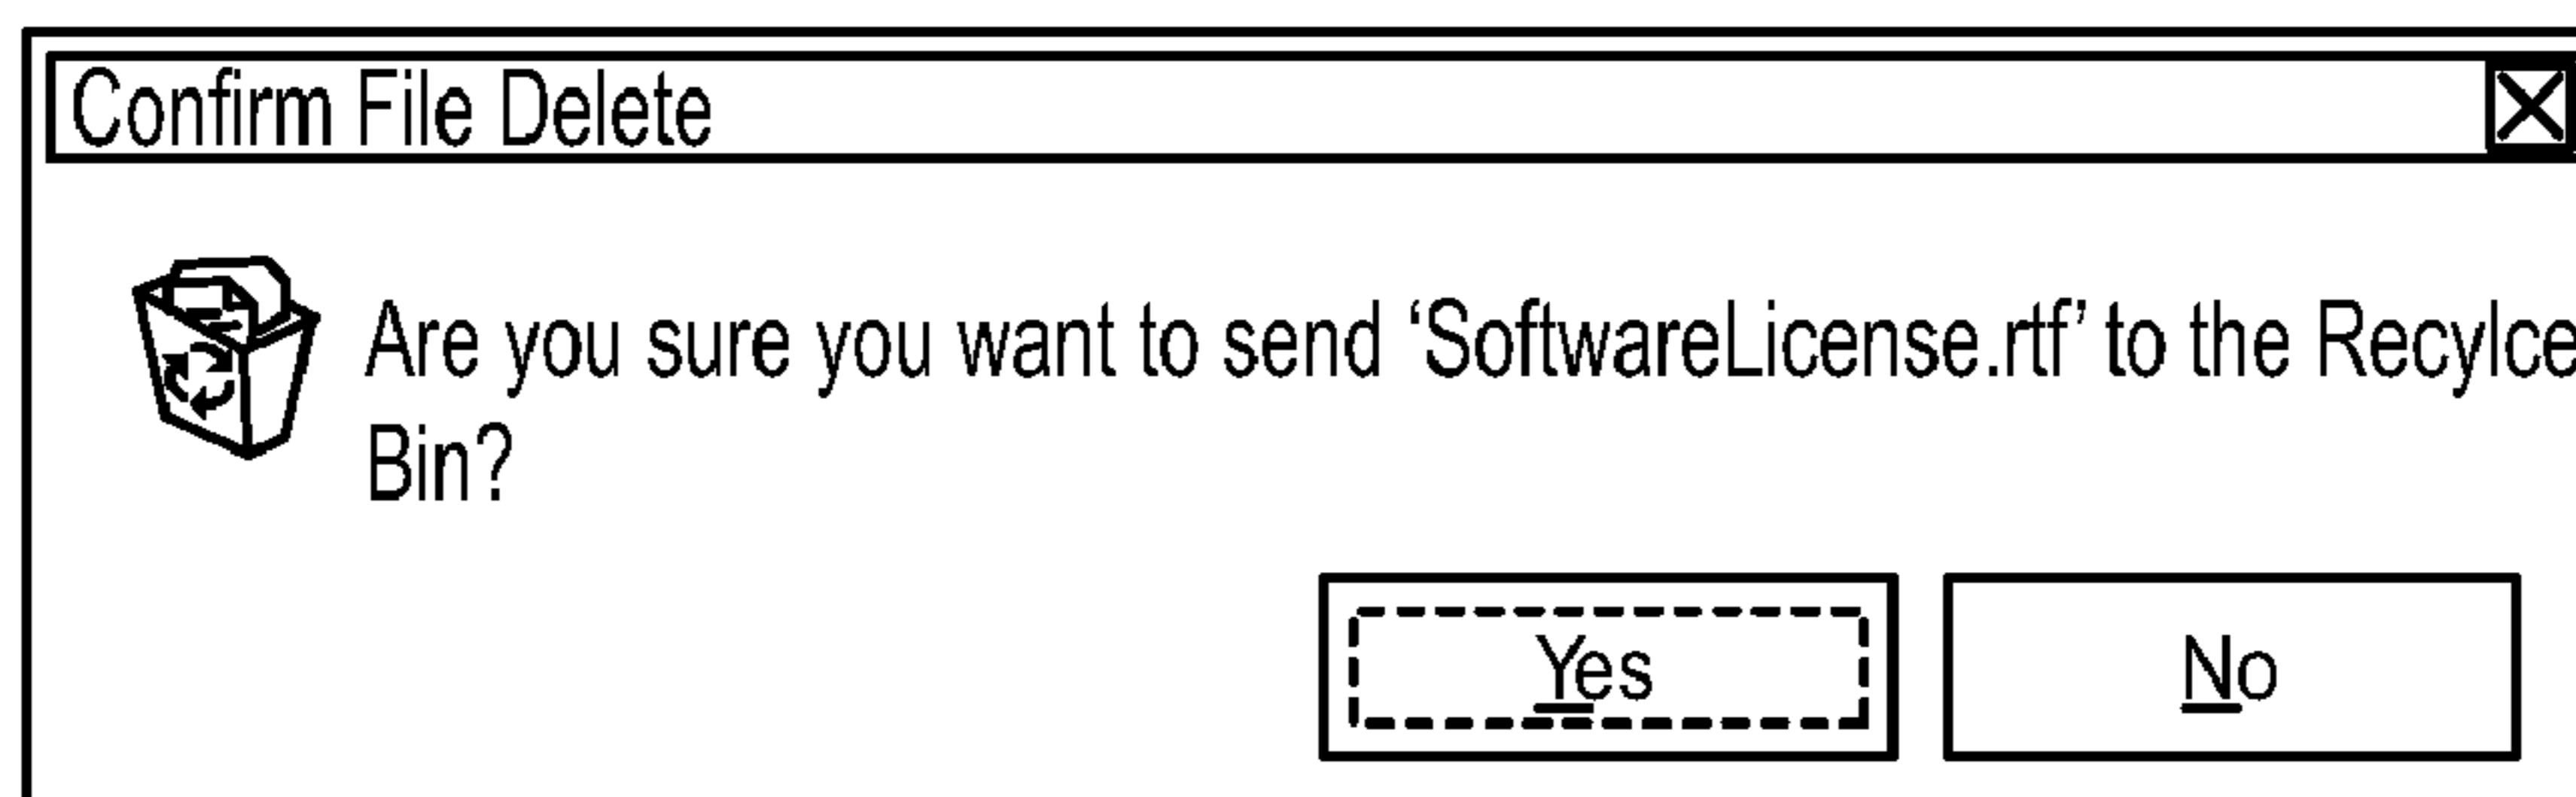 Confirm File Delete
Are you sure you want to send ‘SoftwareLicense.rtf’ to the Recylce
Bin?
Yes
No